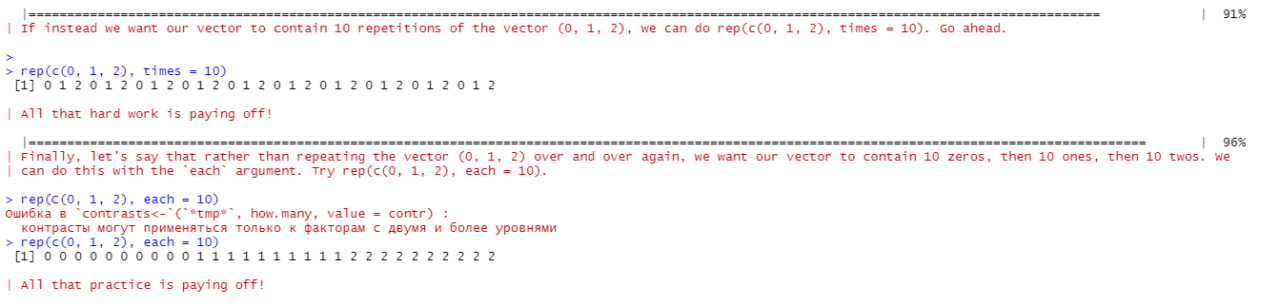 |=========================================================================================================================================== | 91%
| If instead we want our vector to contain 10 repetitions of the vector (0, 1, 2), we can do rep(c(0, 1, 2), times = 10). Go ahead.
>
> rep(c(0, 1, 2), times = 10)
[1] 0 1 2 0 1 2 0 1 2 0 1 2 0 1 2 0 1 2 0 1 2 0 1 2 0 1 2 0 1 2
| All that hard work is paying off!
|================================================================================================================================================= | 96%
| Finally, let's say that rather than repeating the vector (0, 1, 2) over and over again, we want our vector to contain 10 zeros, then 10 ones, then 10 twos. We
| can do this with the `each` argument. Try rep(c(0, 1, 2), each = 10).
> rep(c(0, 1, 2), each = 10)
Ошибка в `contrasts<-`(`*tmp*`, how.many, value = contr) :
контрасты могут применяться только к факторам с двумя и более уровнями
> rep(c(0, 1, 2), each = 10)
[1] 0 0 0 0 0 0 0 0 0 0 1 1 1 1 1 1 1 1 1 1 2 2 2 2 2 2 2 2 2 2
| All that practice is paying off!